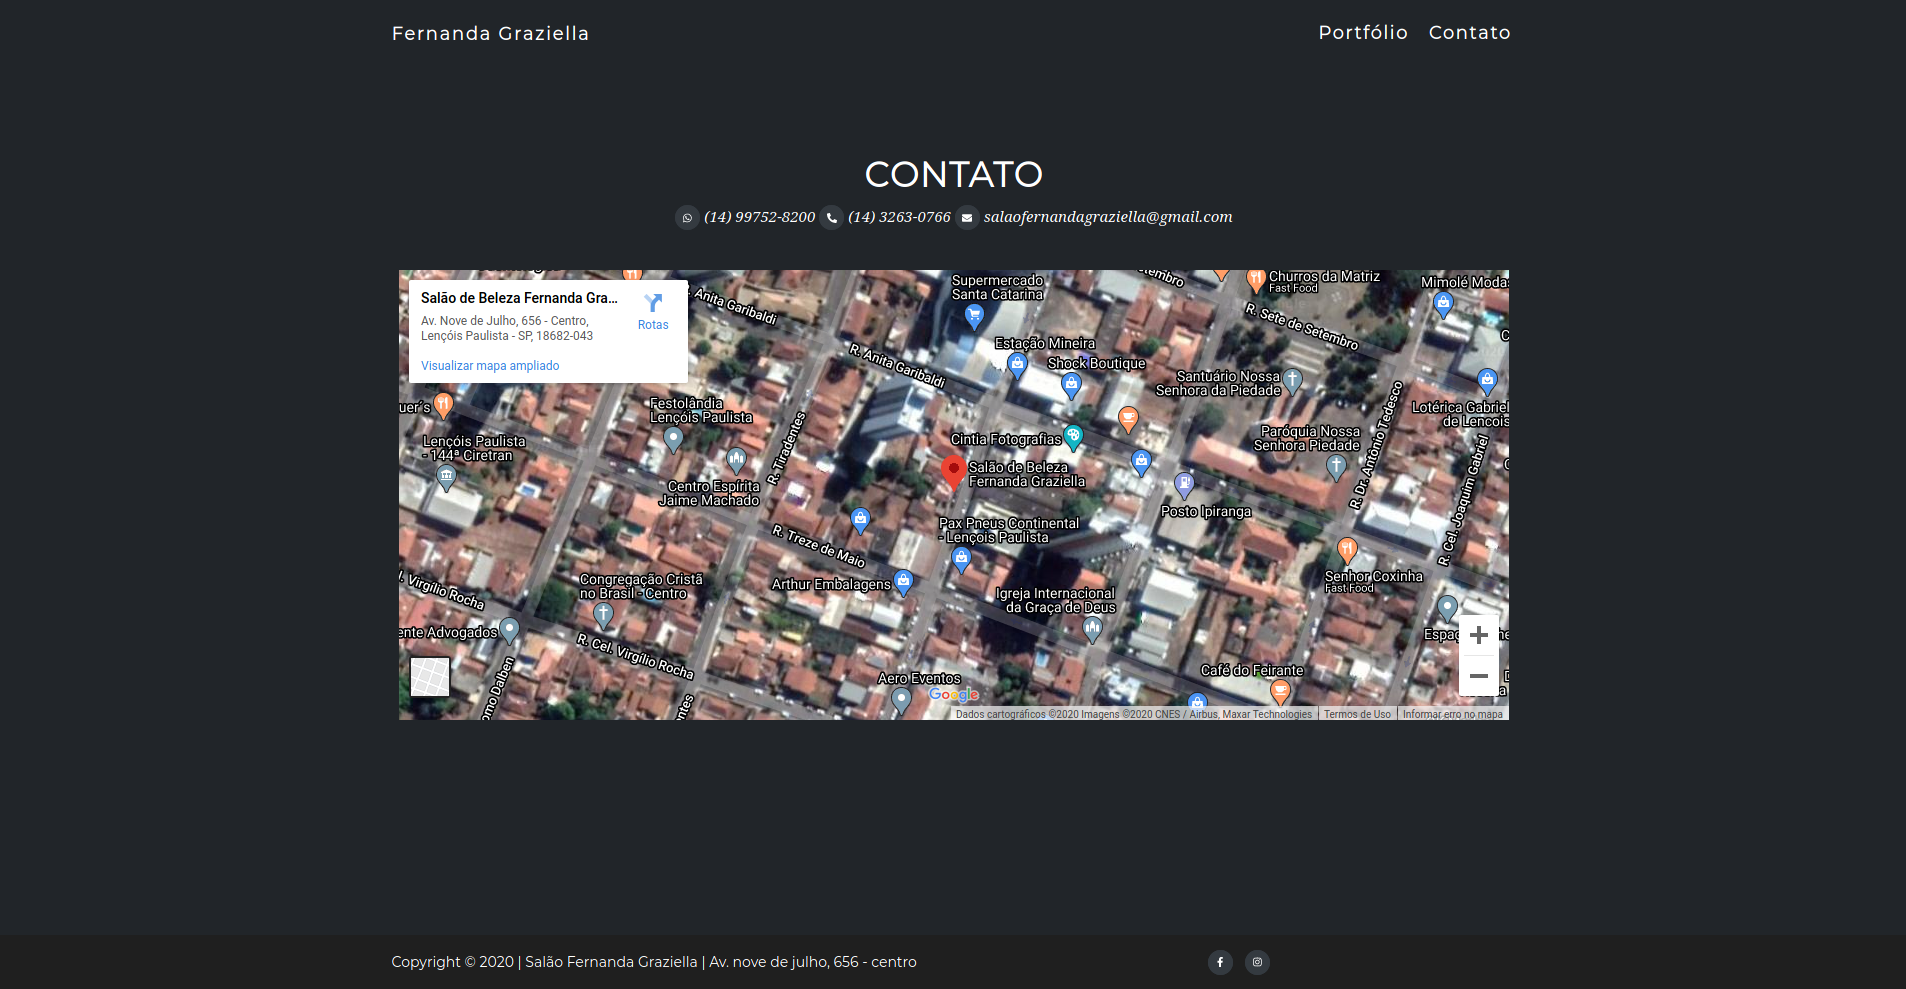 Fernanda Graziella
Portfólio
Contato
CONTATO
(14) 99752-8200
(14) 3263-0766
salaofernandagraziella@gmail.com
Salão de Beleza Fernanda Gra...
Av. Nove de Julho, 656 - Centro,
Lençóis Paulista - SP, 18682-043
Rotas
Visualizar mapa ampliado
R. Anita Garibaldi
Supermercado
Santa Catarina
Churros da Matriz
Fast Food
Mimolé Modas
R. Sete de Setembro
R. Anita Garibaldi
Estação Mineira
Shock Boutique
Santuário Nossa
Senhora da Piedade
Festolândia
Lençóis Paulista
Lotérica Gabriel
de Lencois
Lençóis Paulista
- 144ª Ciretran
R. Tiradentes
Cintia Fotografias
Paróquia Nossa
Senhora Piedade
R. Dr. Antônio Tedesco
R. Cel. Joaquim Gabriel
Salão de Beleza
Fernanda Graziella
Centro Espírita
Jaime Machado
Posto Ipiranga
Pax Pneus Continental
- Lençois Paulista
R. Treze de Maio
Senhor Coxinha
Fast Food
Virgílio Rocha
Congregação Cristã
no Brasil - Centro
Arthur Embalagens
Igreja Internacional
da Graça de Deus
ente Advogados
R. Cel. Virgílio Rocha
Café do Feirante
Aero Eventos
Google
Dados cartográficos ©2020 Imagens ©2020 CNES / Airbus, Maxar Technologies
Termos de Uso
Informar erro no mapa
Copyright © 2020 | Salão Fernanda Graziella | Av. nove de julho, 656 - centro